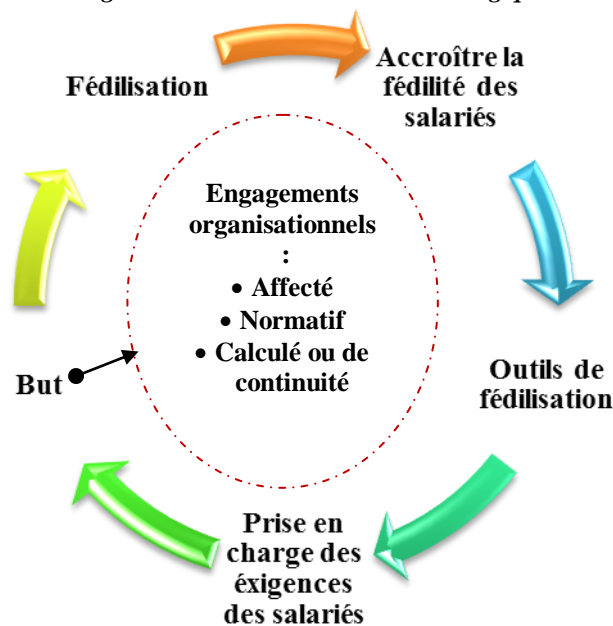 Fédilisation
Accroître la
fédilité des
salariés
Engagements
organisationnels
:
• Affecté
• Normatif
• Calculé ou de
continuité
But
Outils de
fédilisation
Prise en
charge des
éxigences
des salariés